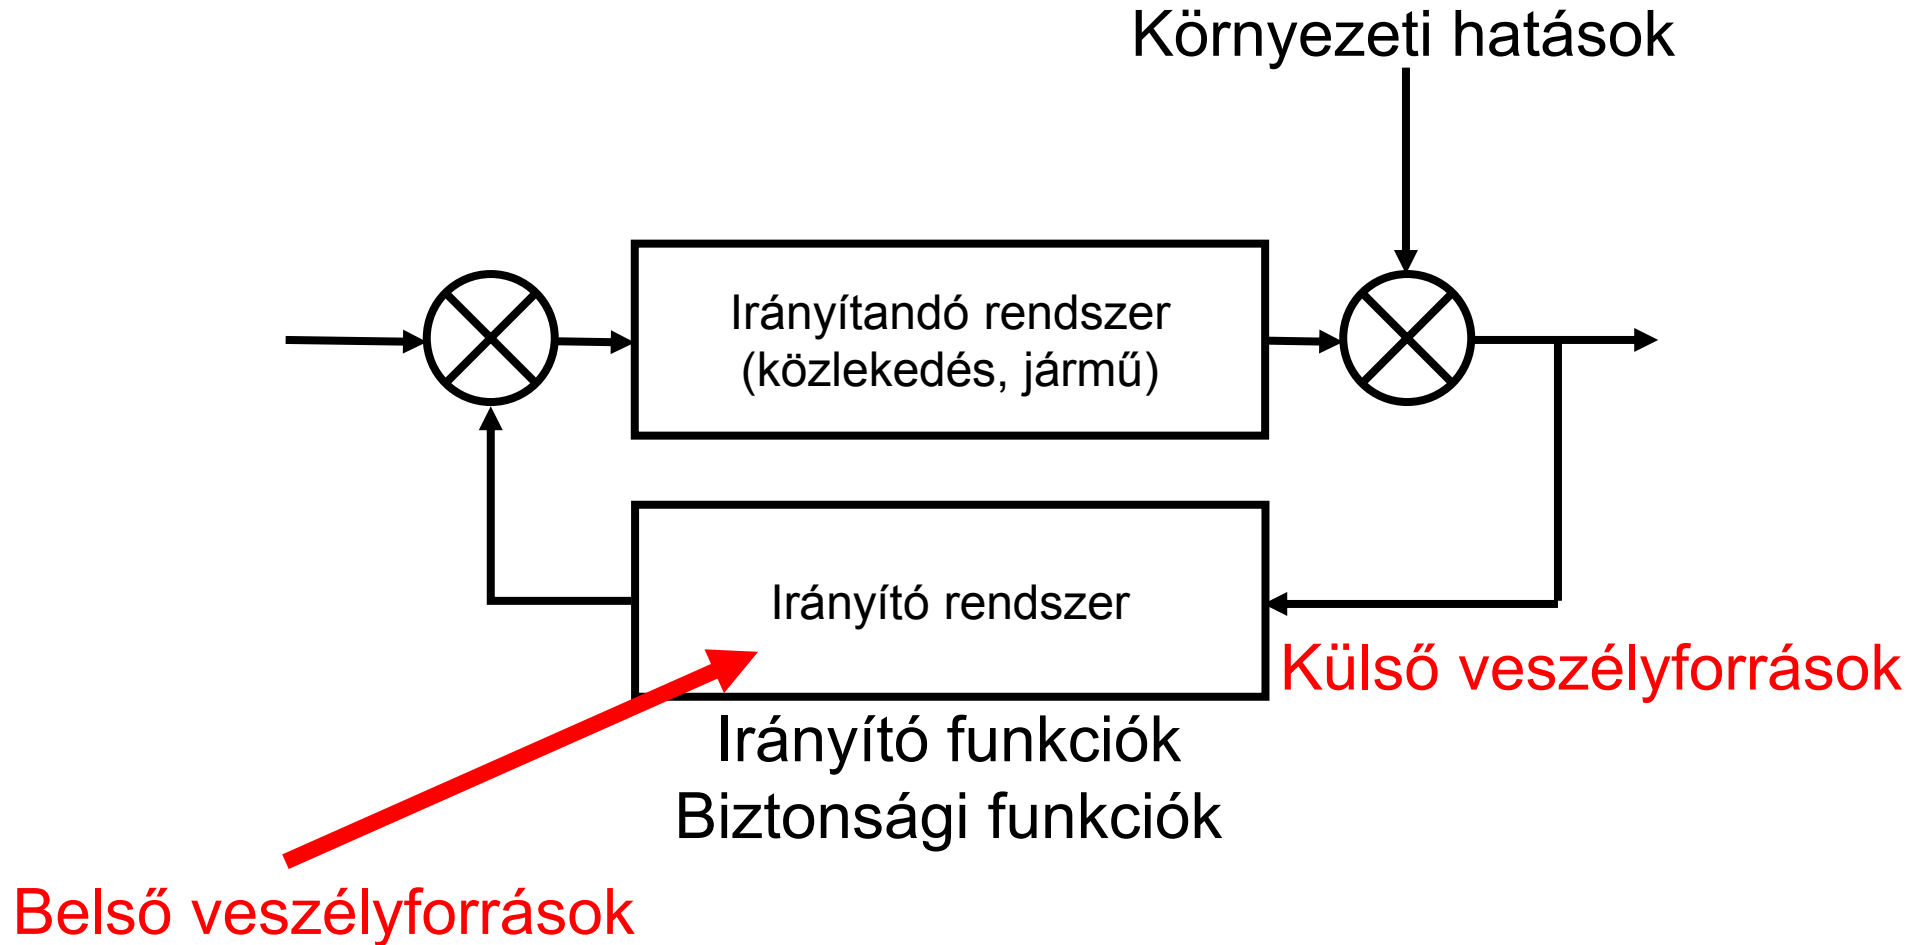 Környezeti hatások
Irányítandó rendszer
(közlekedés, jármű)
Irányító rendszer
Külső veszélyforrások
Irányító funkciók
Biztonsági funkciók
Belső veszélyforrások